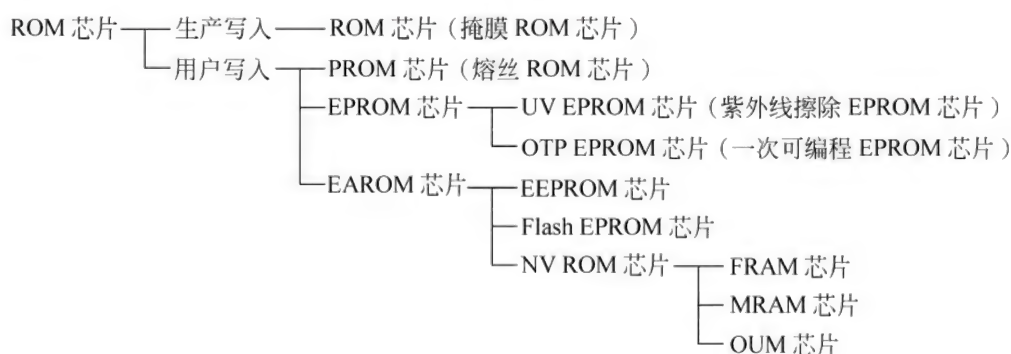 ROM 芯片 生产写入 ROM 芯片（掩膜 ROM 芯片）
用户写入 PROM 芯片（熔丝 ROM 芯片）
EPROM 芯片 UV EPROM 芯片（紫外线擦除 EPROM 芯片）
OTP EPROM 芯片（一次可编程 EPROM 芯片）
EAROM 芯片 EEPROM 芯片
Flash EPROM 芯片
NV ROM 芯片 FRAM 芯片
MRAM 芯片
OUM 芯片